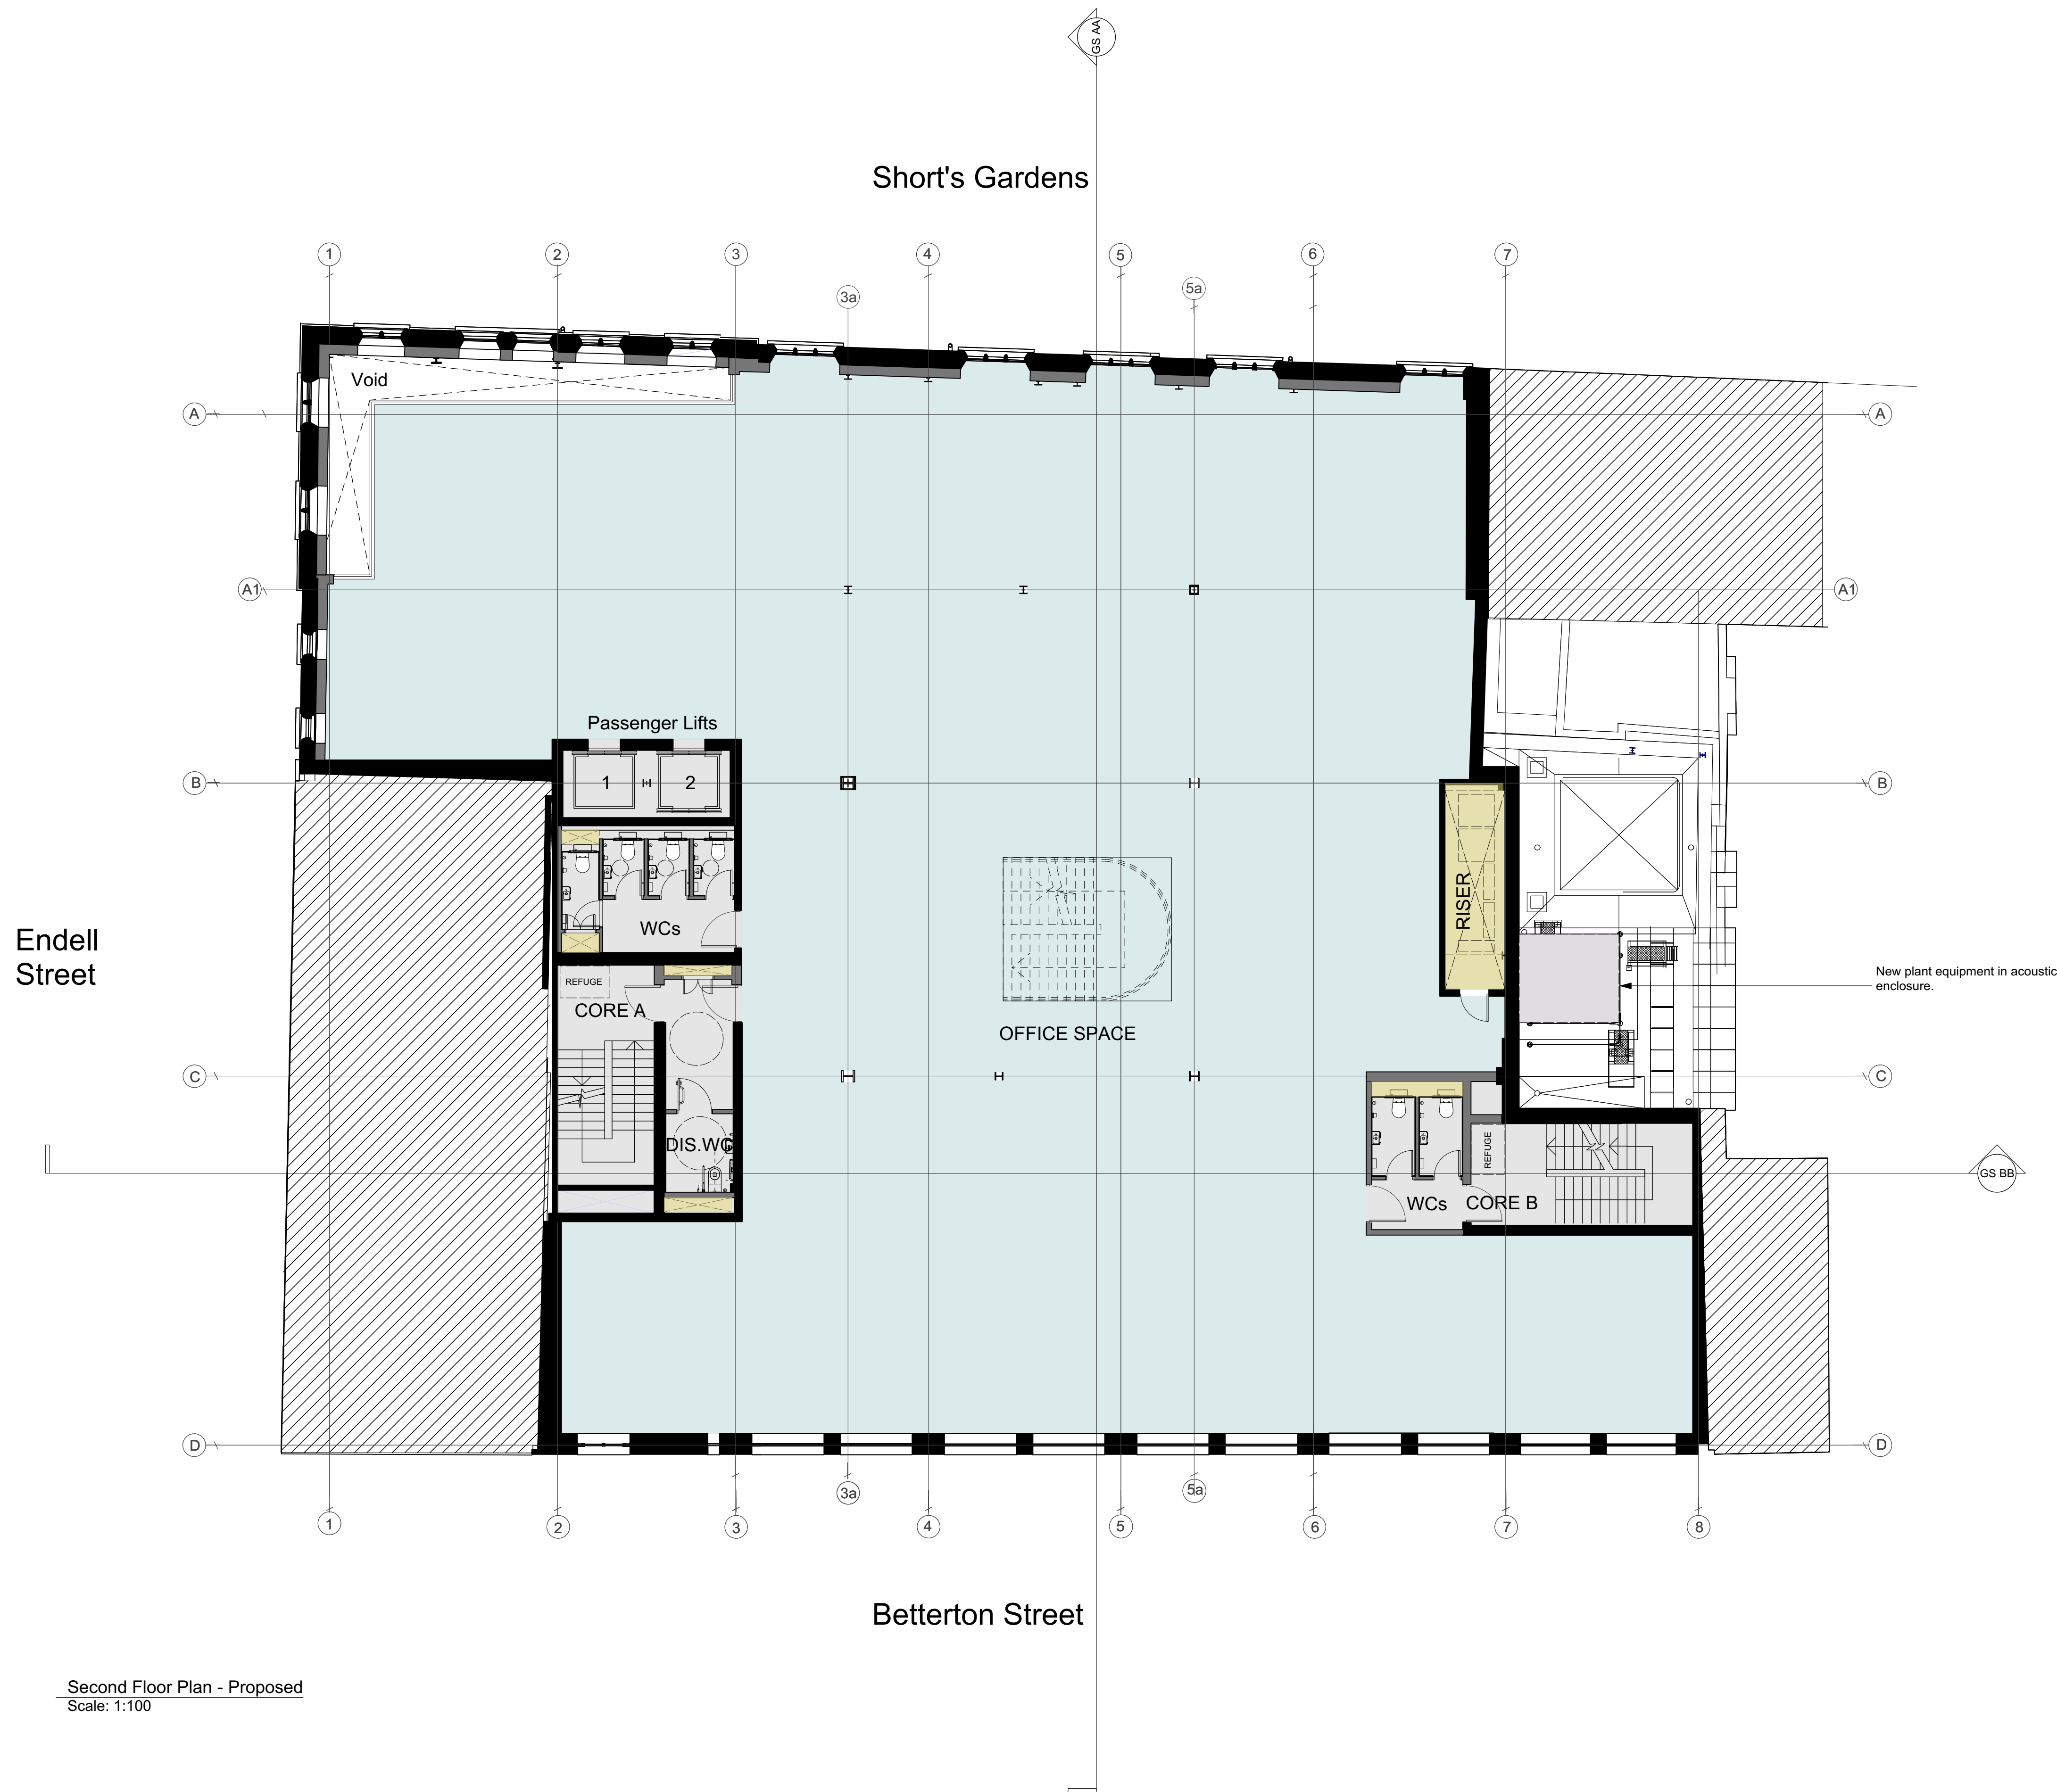 GS AA
Short's Gardens
1
2
3
4
5
6
7
3a
5a
Void
A
A
A1
A1
Passenger Lifts
B
1
2
B
RISER
WCs
Endell
Street
New plant equipment in acoustic
enclosure.
REFUGE
CORE A
OFFICE SPACE
C
C
DIS.WC
REFUGE
GS BB
WCs
CORE B
D
D
3a
5a
1
2
3
4
5
6
7
8
Betterton Street
Second Floor Plan - Proposed
Scale: 1:100